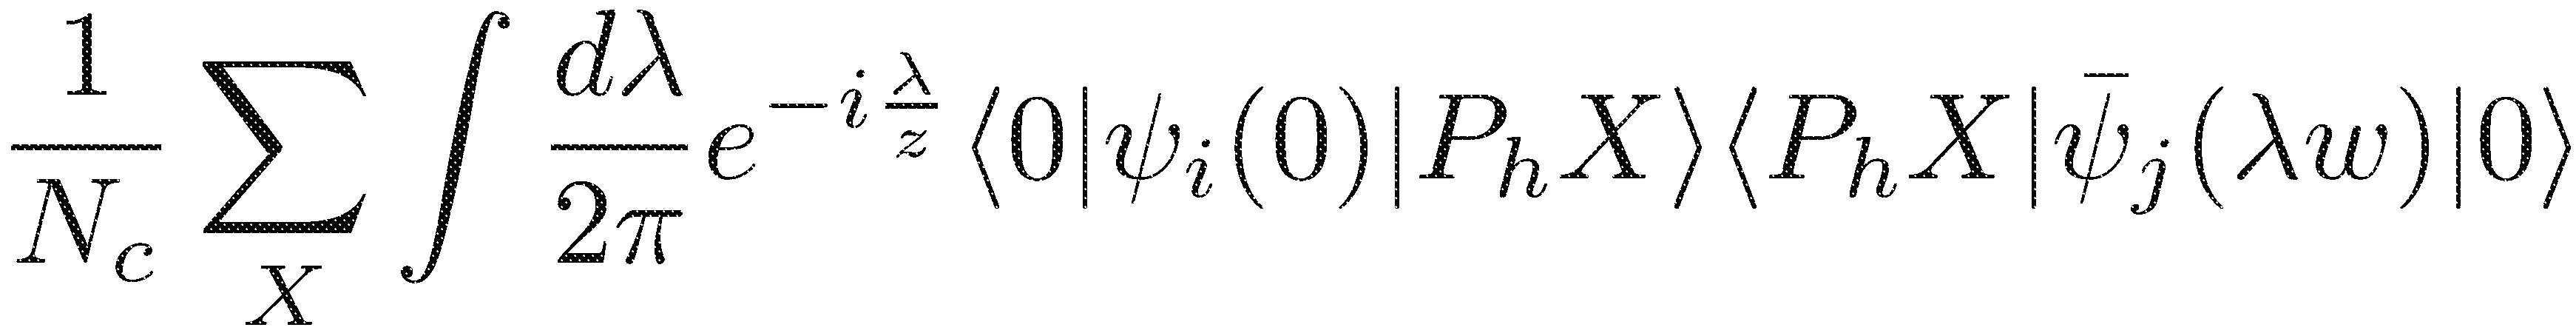 \frac{1}{N_c} \sum_X \int \frac{d\lambda}{2\pi} e^{-i\frac{\lambda}{z}} \langle 0|\psi_i(0)|P_h X\rangle \langle P_h X|\bar{\psi}_j(\lambda w)|0\rangle